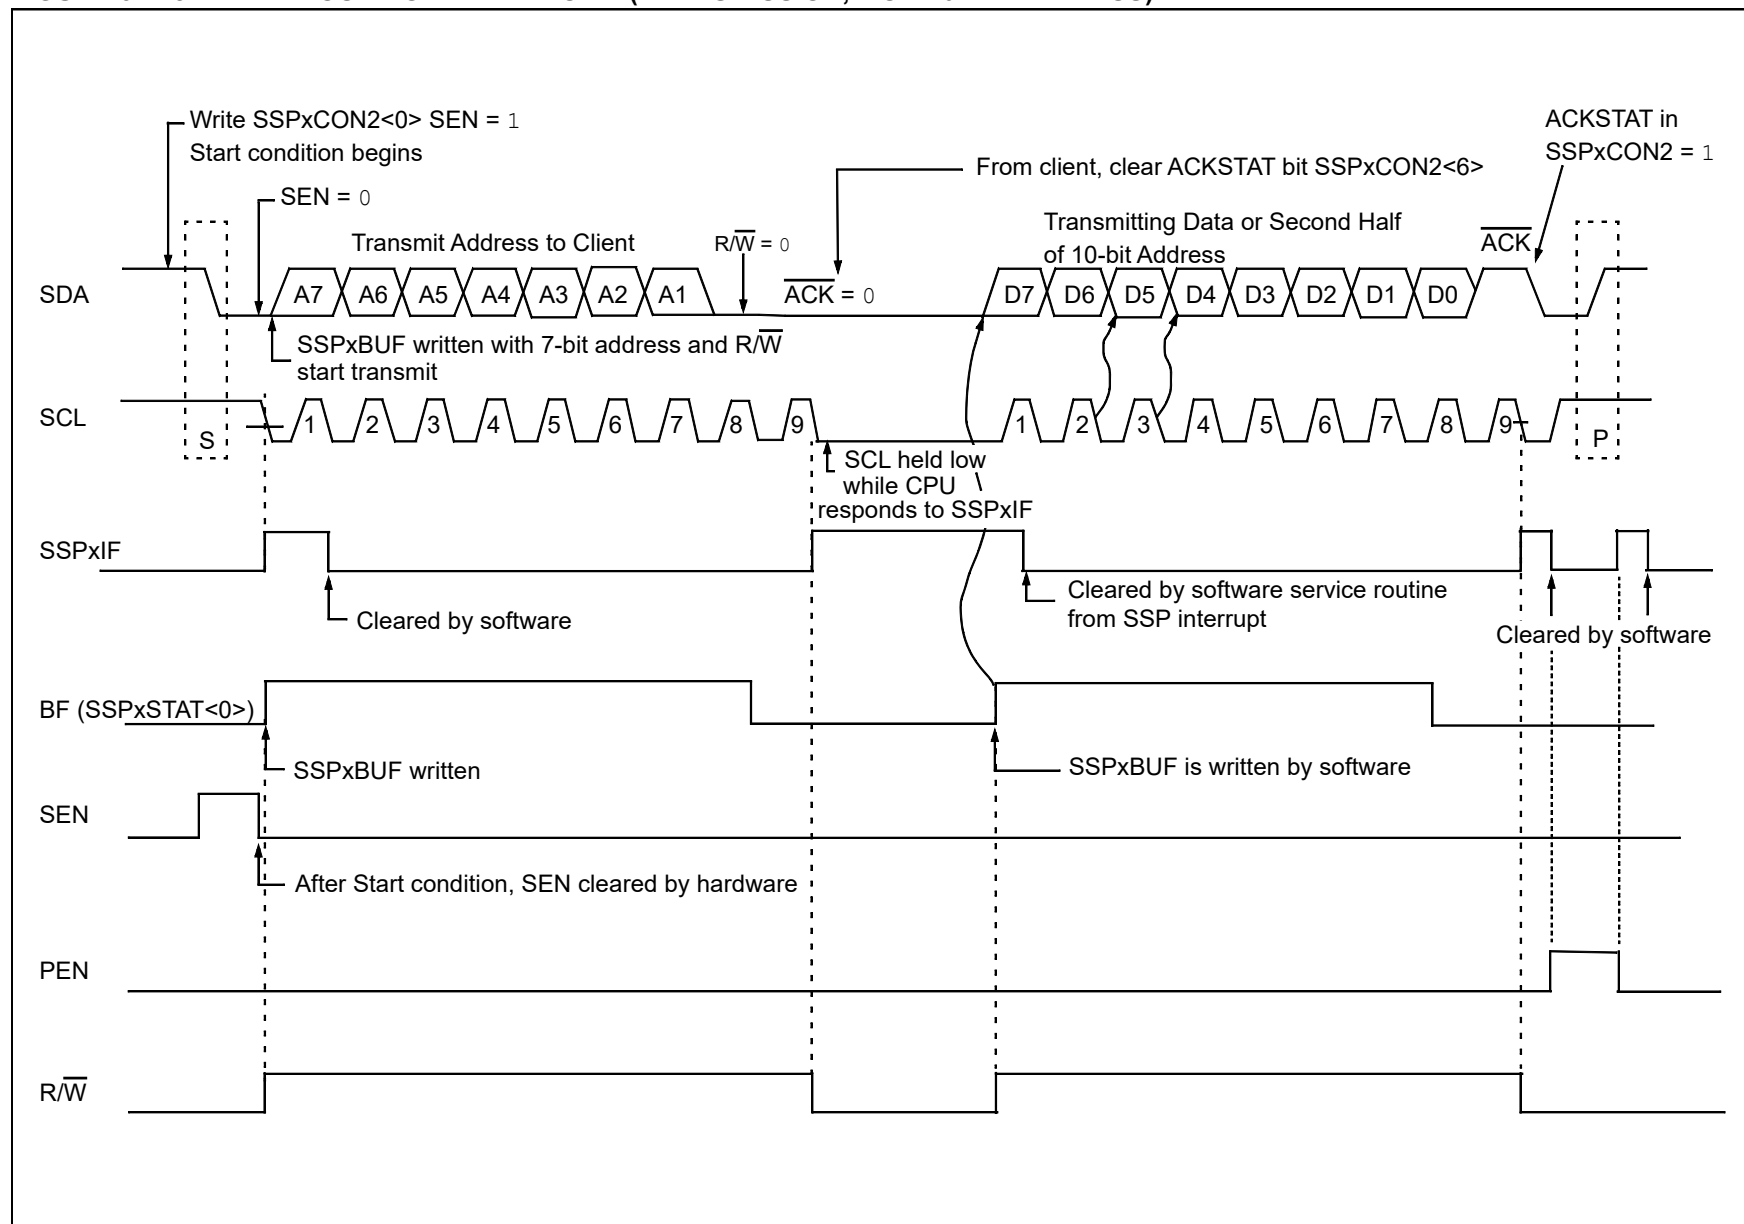 Write SSPxCON2<0> SEN = 1
Start condition begins
ACKSTAT in
SSPxCON2 = 1
From client, clear ACKSTAT bit SSPxCON2<6>
SEN = 0
Transmitting Data or Second Half
of 10-bit Address
Transmit Address to Client
R/W̅ = 0
A̅C̅K̅
SDA
A7 A6 A5 A4 A3 A2 A1
A̅C̅K̅ = 0
D7 D6 D5 D4 D3 D2 D1 D0
SSPxBUF written with 7-bit address and R/W̅
start transmit
SCL
S
1 2 3 4 5 6 7 8 9
1 2 3 4 5 6 7 8 9
P
SCL held low
while CPU
responds to SSPxIF
SSPxIF
Cleared by software
Cleared by software service routine
from SSP interrupt
Cleared by software
BF (SSPxSTAT<0>)
SSPxBUF written
SSPxBUF is written by software
SEN
After Start condition, SEN cleared by hardware
PEN
R/W̅